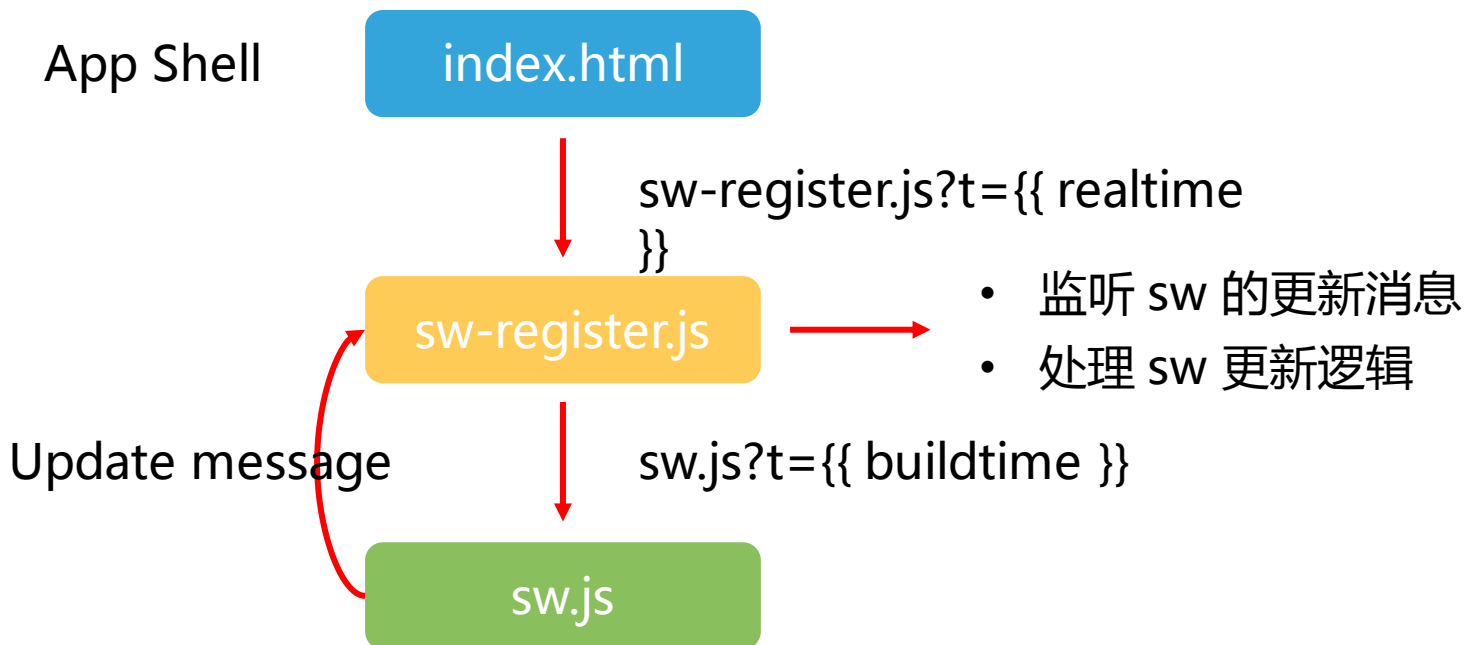 App Shell
index.html
sw-register.js?t={{ realtime
}}
sw-register.js
• 监听 sw 的更新消息
• 处理 sw 更新逻辑
Update message
sw.js?t={{ buildtime }}
sw.js